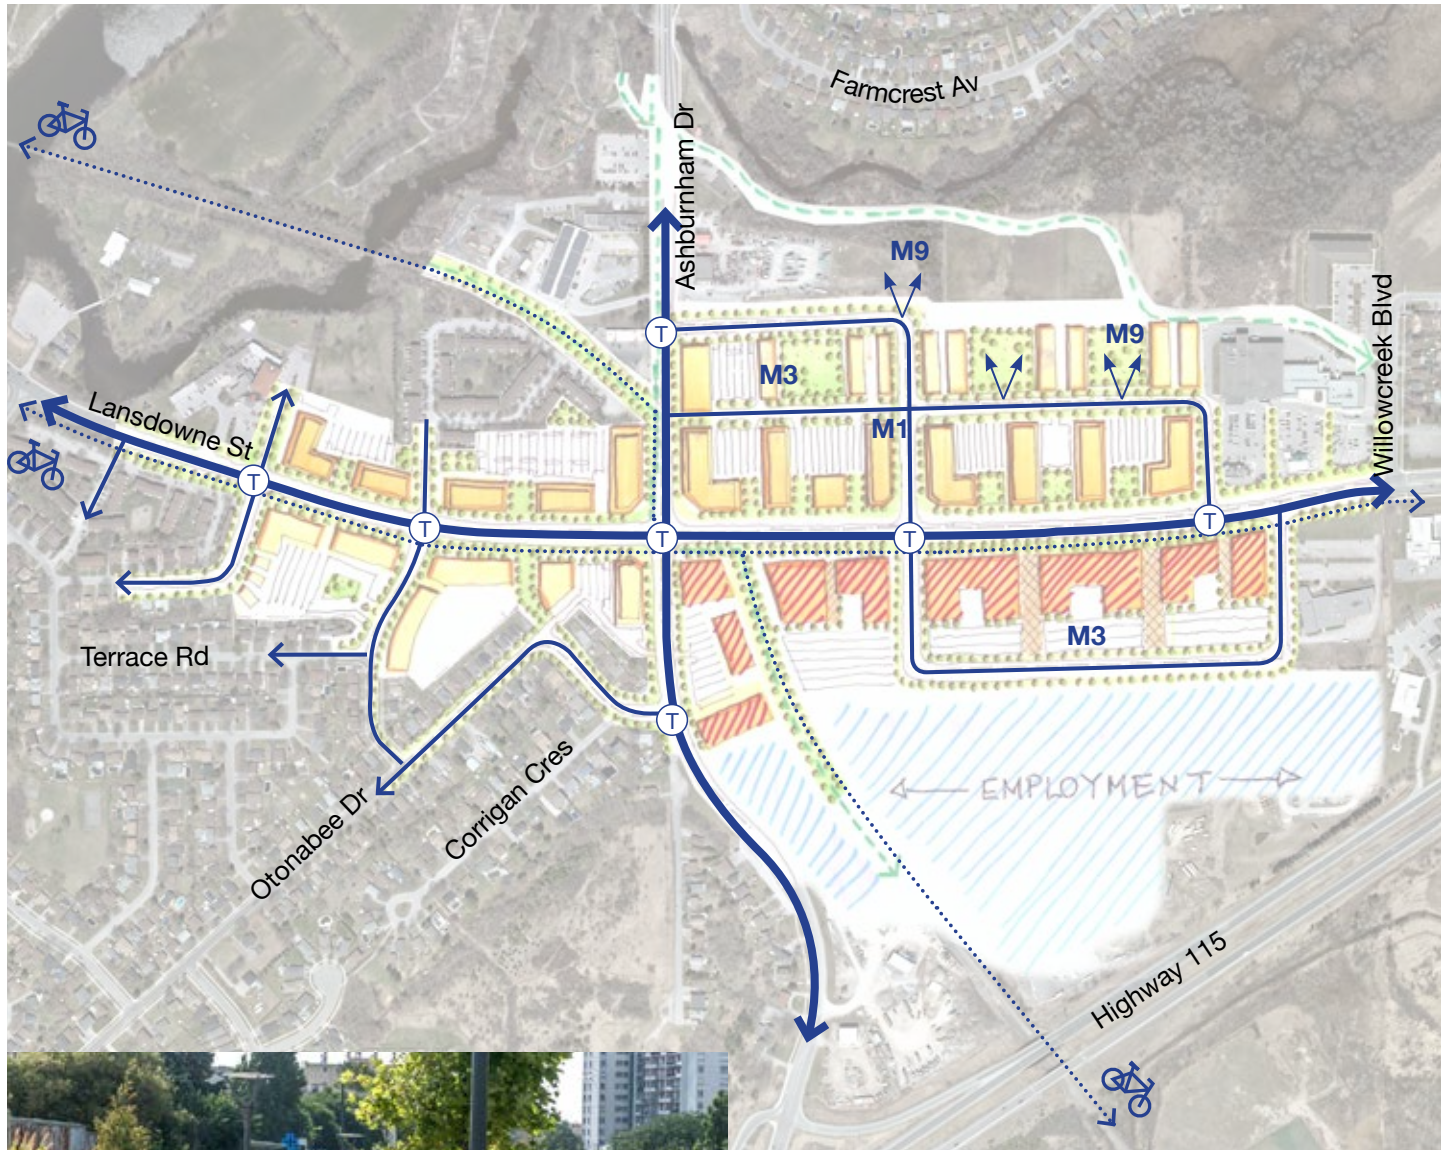 Farmcrest Av
Ashburnham Dr
M9
Willowcreek Blvd
M9
T
M3
Lansdowne St
M1
T
T
T
T
T
M3
Terrace Rd
T
EMPLOYMENT
Otonabee Dr
Corrigan Cres
Highway 115